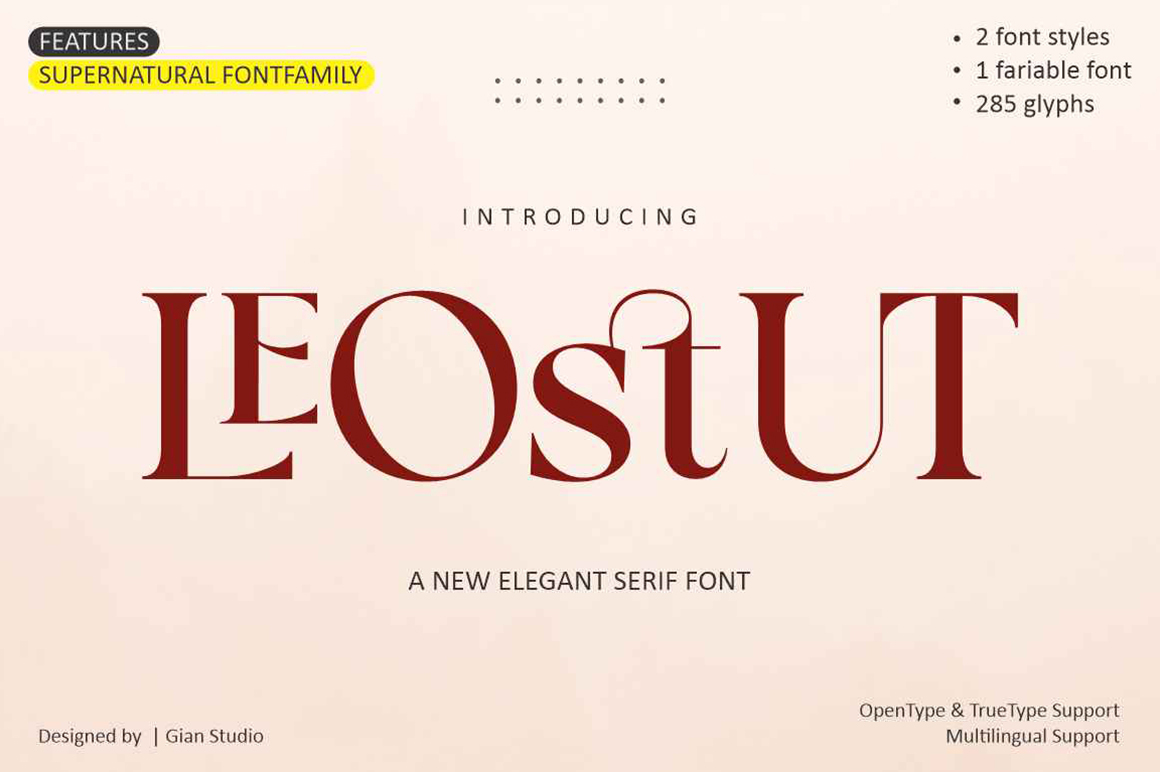 FEATURES
SUPERNATURAL FONTFAMILY
• 2 font styles
• 1 fariable font
• 285 glyphs
INTRODUCING
LEOstUT
A NEW ELEGANT SERIF FONT
Designed by | Gian Studio
OpenType & TrueType Support
Multilingual Support